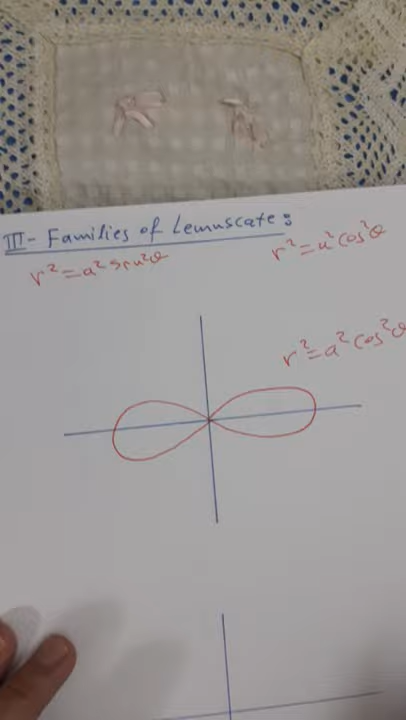 III- Families of Lemniscate:
r² = a² sin²θ
r² = a² cos²θ
r² = a² cos²θ